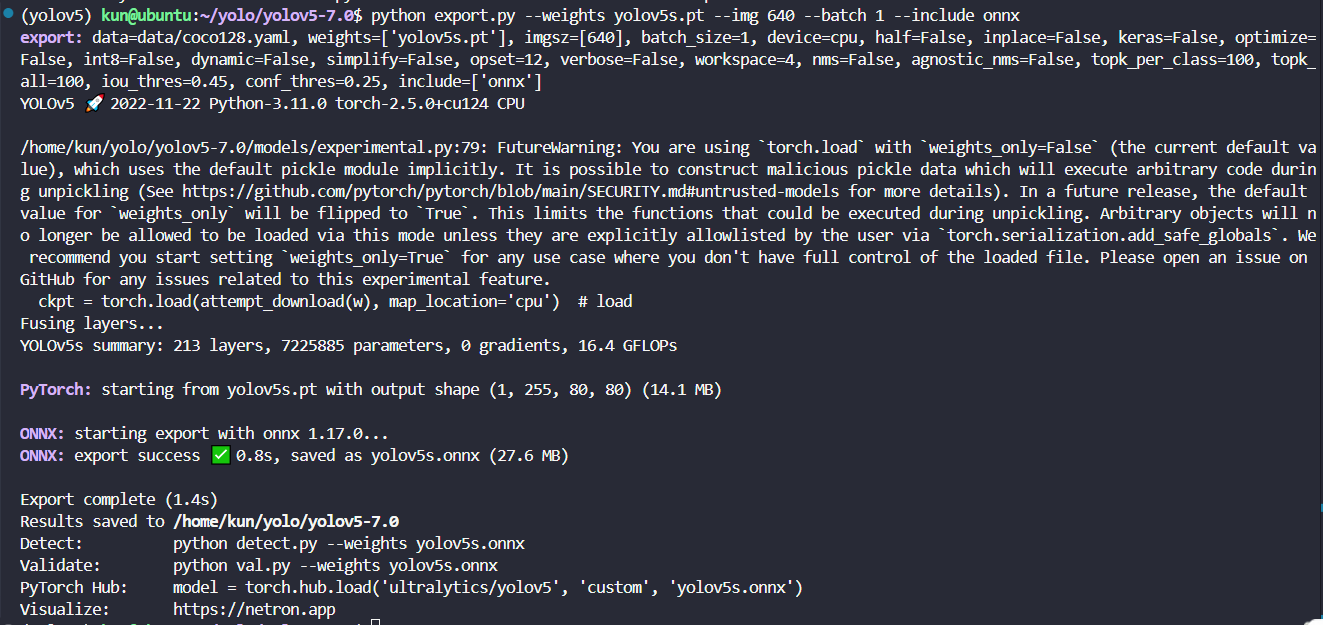 (yolov5) kun@ubuntu:~/yolo/yolov5-7.0$ python export.py --weights yolov5s.pt --img 640 --batch 1 --include onnx
export: data=data/coco128.yaml, weights=['yolov5s.pt'], imgsz=[640], batch_size=1, device=cpu, half=False, inplace=False, keras=False, optimize=
False, int8=False, dynamic=False, simplify=False, opset=12, verbose=False, workspace=4, nms=False, agnostic_nms=False, topk_per_class=100, topk_
all=100, iou_thres=0.45, conf_thres=0.25, include=['onnx']
YOLOv5 🚀 2022-11-22 Python-3.11.0 torch-2.5.0+cu124 CPU
/home/kun/yolo/yolov5-7.0/models/experimental.py:79: FutureWarning: You are using `torch.load` with `weights_only=False` (the current default va
lue), which uses the default pickle module implicitly. It is possible to construct malicious pickle data which will execute arbitrary code durin
g unpickling (See https://github.com/pytorch/pytorch/blob/main/SECURITY.md#untrusted-models for more details). In a future release, the default
value for `weights_only` will be flipped to `True`. This limits the functions that could be executed during unpickling. Arbitrary objects will n
o longer be allowed to be loaded via this mode unless they are explicitly allowlisted by the user via `torch.serialization.add_safe_globals`. We
recommend you start setting `weights_only=True` for any use case where you don't have full control of the loaded file. Please open an issue on
GitHub for any issues related to this experimental feature.
ckpt = torch.load(attempt_download(w), map_location='cpu')  # load
Fusing layers...
YOLOv5s summary: 213 layers, 7225885 parameters, 0 gradients, 16.4 GFLOPs
PyTorch: starting from yolov5s.pt with output shape (1, 255, 80, 80) (14.1 MB)
ONNX: starting export with onnx 1.17.0...
ONNX: export success ✅ 0.8s, saved as yolov5s.onnx (27.6 MB)
Export complete (1.4s)
Results saved to /home/kun/yolo/yolov5-7.0
Detect:          python detect.py --weights yolov5s.onnx
Validate:        python val.py --weights yolov5s.onnx
PyTorch Hub:     model = torch.hub.load('ultralytics/yolov5', 'custom', 'yolov5s.onnx')
Visualize:       https://netron.app